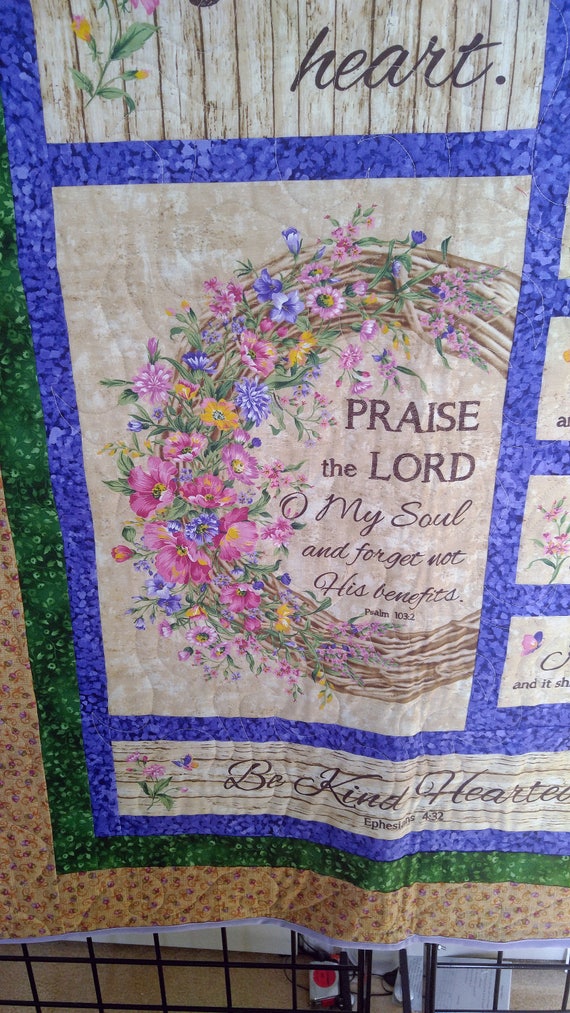 heart.
PRAISE
the LORD
O My Soul
and forget not
His benefits.
Psalm 103:2
and it sh
Be Kind Hearted
Ephesians 4:32